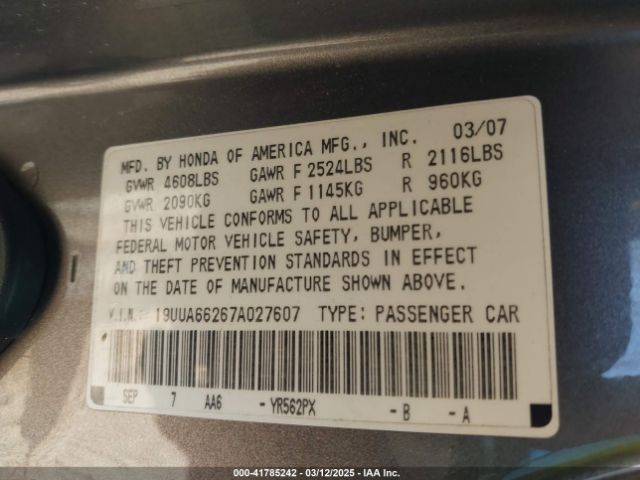 MFD. BY HONDA OF AMERICA MFG., INC. 03/07
GVWR 4608LBS GAWR F 2524LBS R 2116LBS
GVWR 2090KG GAWR F 1145KG R 960KG
THIS VEHICLE CONFORMS TO ALL APPLICABLE
FEDERAL MOTOR VEHICLE SAFETY, BUMPER,
AND THEFT PREVENTION STANDARDS IN EFFECT
ON THE DATE OF MANUFACTURE SHOWN ABOVE.
V.I.N.: 19UUA66267A027607 TYPE: PASSENGER CAR
SEP 7 AA6 -YR562PX -B -A
000-41785242 - 03/12/2025 - IAA Inc.